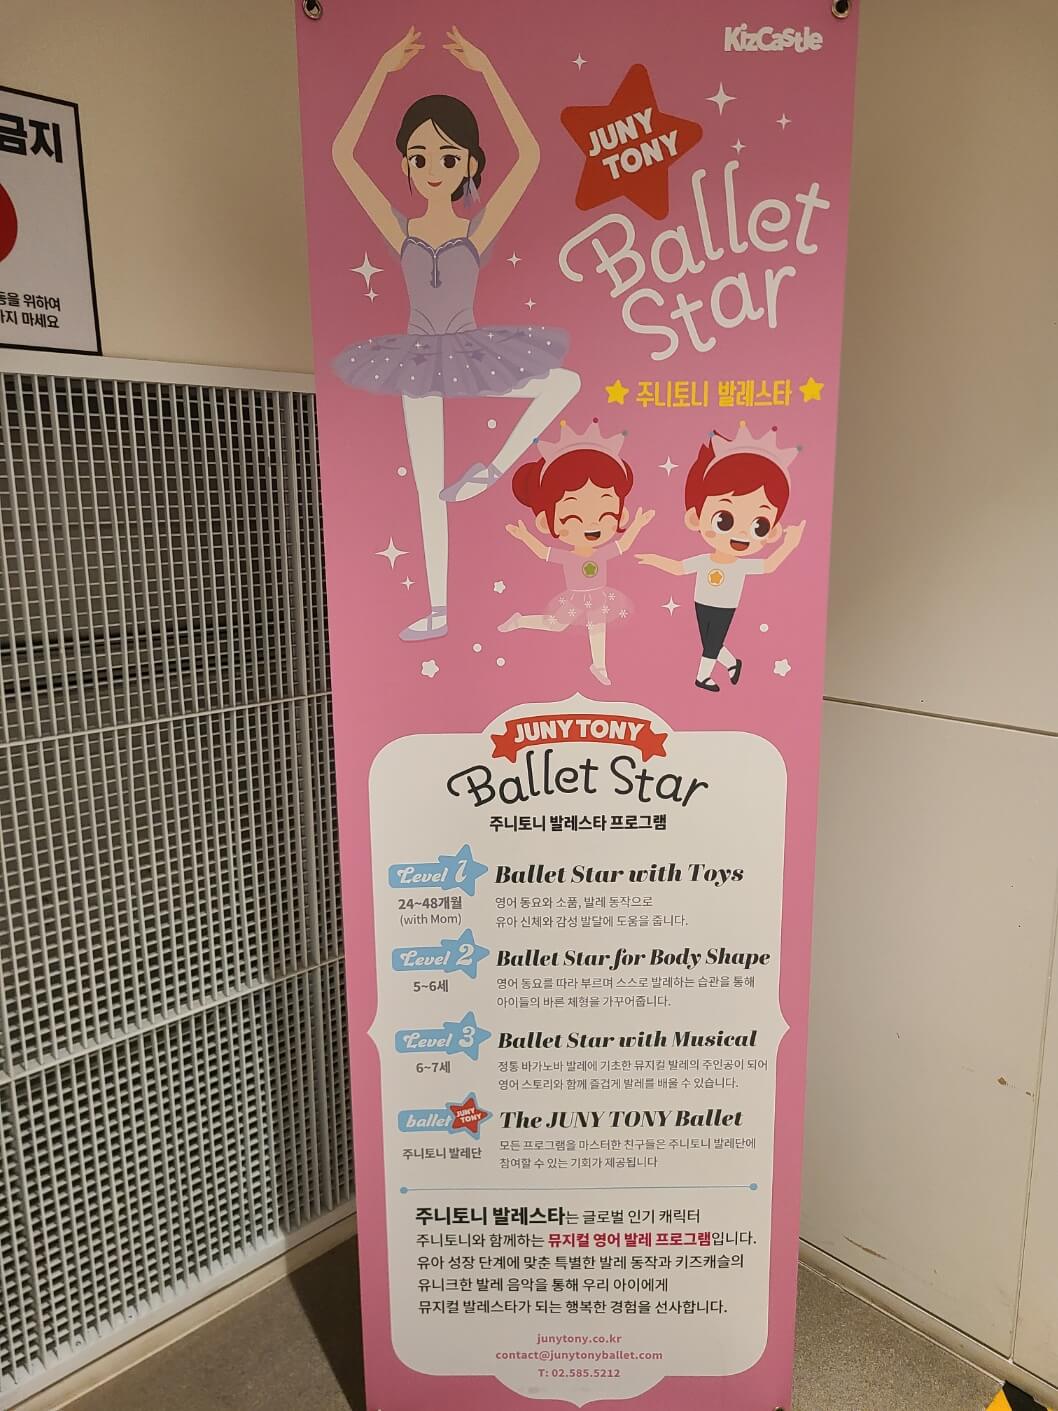 금지
등을 위하여
지 마세요
KizCastle
JUNY
TONY
Ballet
Star
주니토니 발레스타
JUNY TONY
Ballet Star
주니토니 발레스타 프로그램
Level 1
Ballet Star with Toys
24~48개월
(with Mom)
영어 동요와 소품, 발레 동작으로
유아 신체와 감성 발달에 도움을 줍니다.
Level 2
Ballet Star for Body Shape
5~6세
영어 동요를 따라 부르며 스스로 발레하는 습관을 통해
아이들의 바른 체형을 가꾸어줍니다.
Level 3
Ballet Star with Musical
6~7세
정통 바가노바 발레에 기초한 뮤지컬 발레의 주인공이 되어
영어 스토리와 함께 즐겁게 발레를 배울 수 있습니다.
ballet JUNY TONY
The JUNY TONY Ballet
주니토니 발레단
모든 프로그램을 마스터한 친구들은 주니토니 발레단에
참여할 수 있는 기회가 제공됩니다
주니토니 발레스타는 글로벌 인기 캐릭터
주니토니와 함께하는 뮤지컬 영어 발레 프로그램입니다.
유아 성장 단계에 맞춘 특별한 발레 동작과 키즈캐슬의
유니크한 발레 음악을 통해 우리 아이에게
뮤지컬 발레스타가 되는 행복한 경험을 선사합니다.
junytony.co.kr
contact@junytonyballet.com
T: 02.585.5212